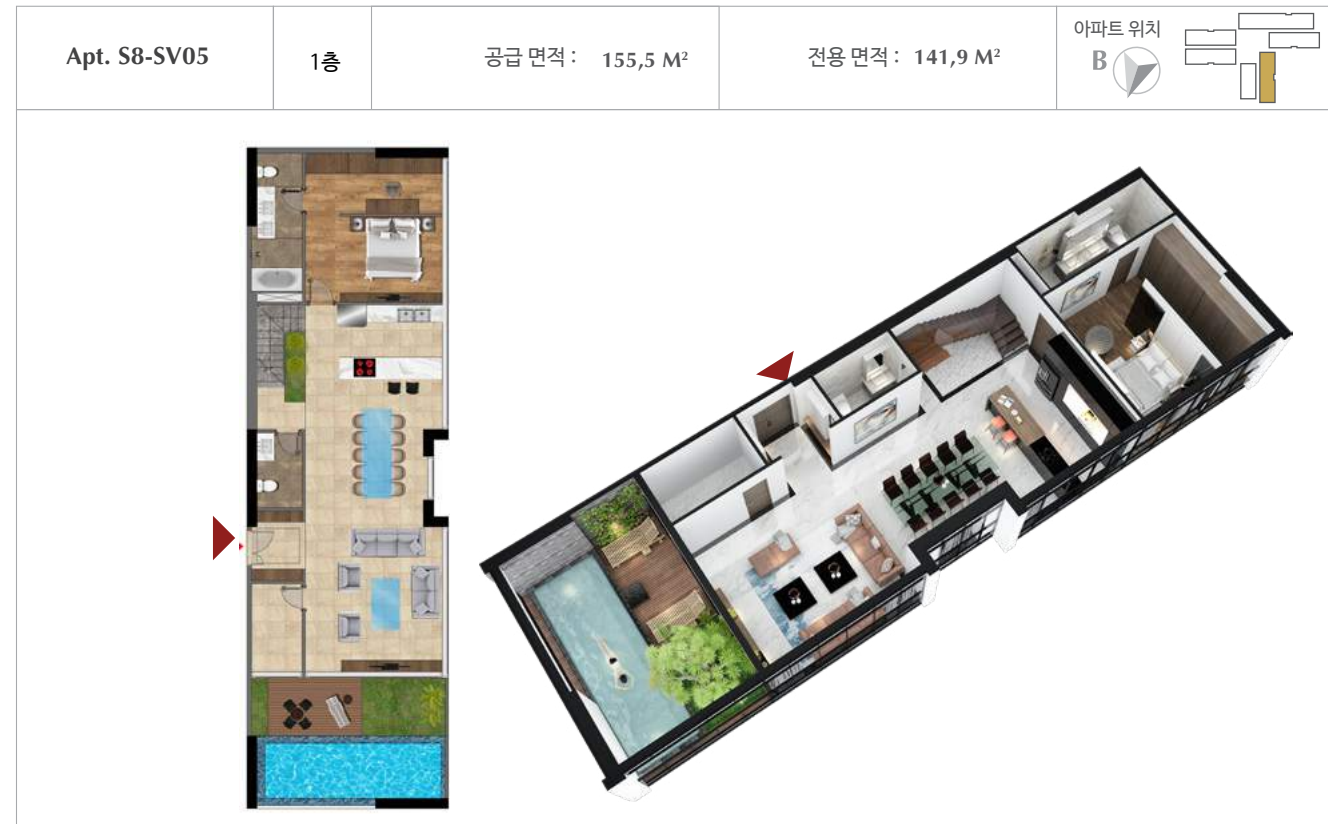 Apt. S8-SV05
1층
공급 면적 : 155,5 M²
전용 면적 : 141,9 M²
아파트 위치
B